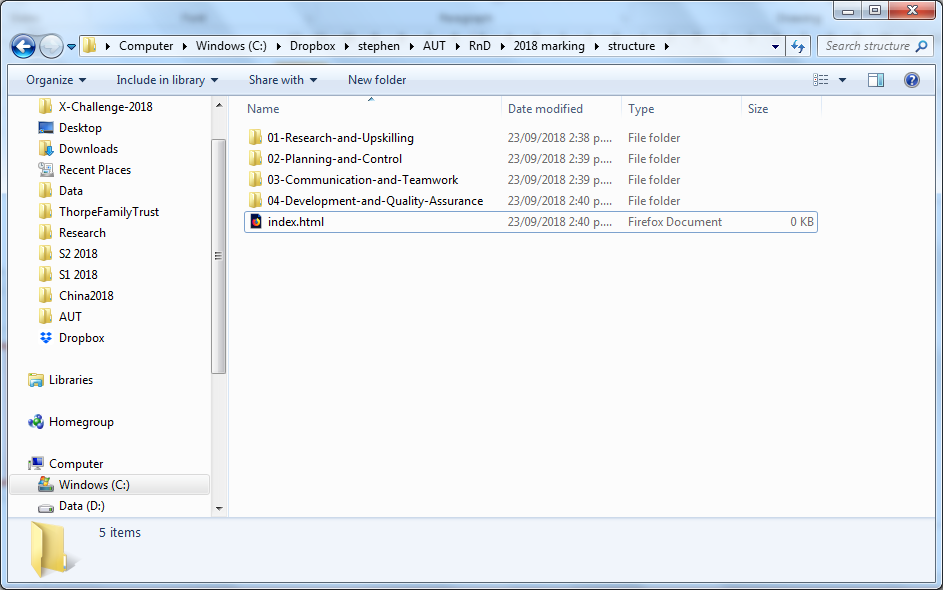 Computer Windows (C:) Dropbox stephen AUT RnD 2018 marking structure Search structure
Organize Include in library Share with New folder
Name Date modified Type Size
X-Challenge-2018
Desktop
Downloads
Recent Places
Data
ThorpeFamilyTrust
Research
S2 2018
S1 2018
China2018
AUT
Dropbox
Libraries
Homegroup
Computer
Windows (C:)
Data (D:)
01-Research-and-Upskilling 23/09/2018 2:38 p.... File folder
02-Planning-and-Control 23/09/2018 2:39 p.... File folder
03-Communication-and-Teamwork 23/09/2018 2:39 p.... File folder
04-Development-and-Quality-Assurance 23/09/2018 2:40 p.... File folder
index.html 23/09/2018 2:40 p.... Firefox Document 0 KB
5 items